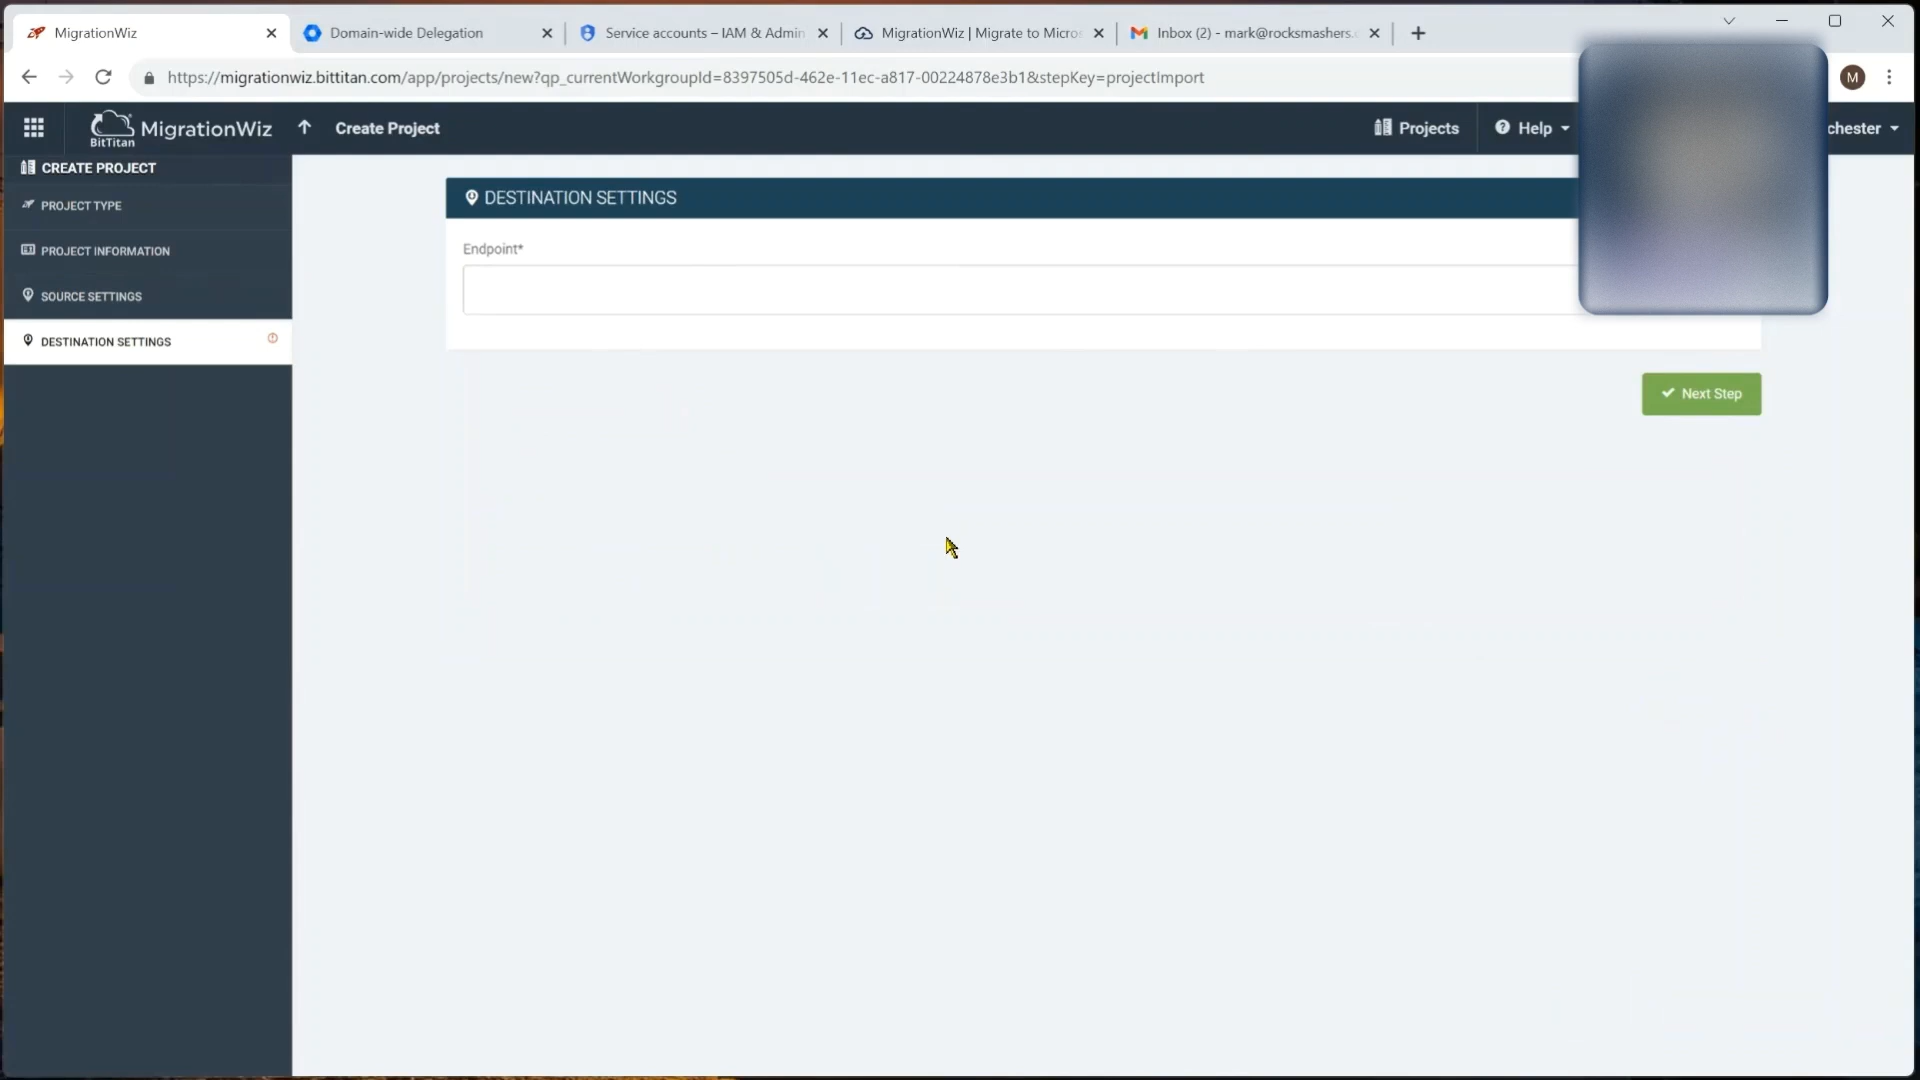 MigrationWiz
Domain-wide Delegation
Service accounts – IAM & Admin
MigrationWiz | Migrate to Micros
Inbox (2) - mark@rocksmashers.
https://migrationwiz.bittitan.com/app/projects/new?qp_currentWorkgroupId=8397505d-462e-11ec-a817-00224878e3b1&stepKey=projectImport
M
BitTitan
MigrationWiz
Create Project
Projects
Help
chester
CREATE PROJECT
PROJECT TYPE
PROJECT INFORMATION
SOURCE SETTINGS
DESTINATION SETTINGS
DESTINATION SETTINGS
Endpoint*
Next Step